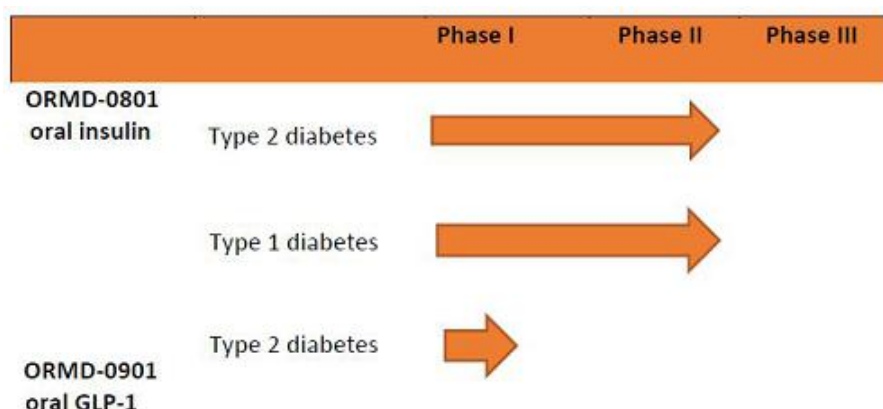 Phase I Phase II Phase III
ORMD-0801
oral insulin
Type 2 diabetes
Type 1 diabetes
Type 2 diabetes
ORMD-0901
oral GLP-1